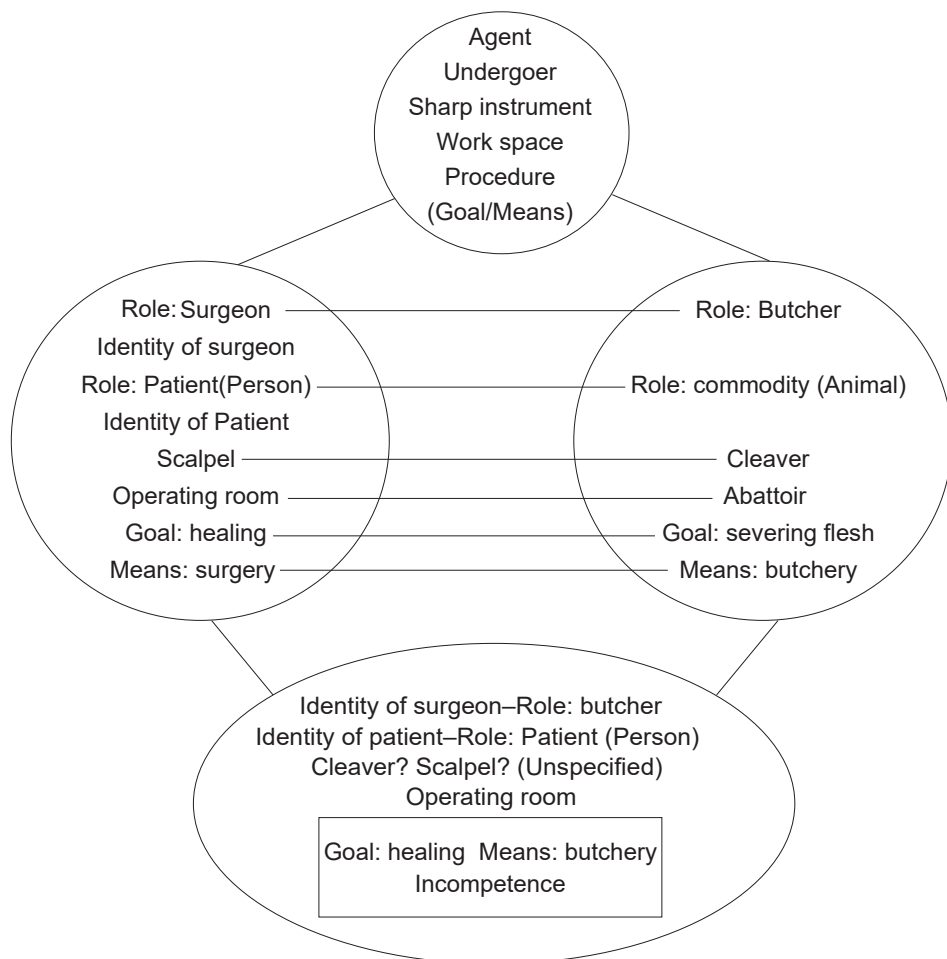 Agent
Undergoer
Sharp instrument
Work space
Procedure
(Goal/Means)
Role: Surgeon
Identity of surgeon
Role: Patient(Person)
Identity of Patient
Scalpel
Operating room
Goal: healing
Means: surgery
Role: Butcher
Role: commodity (Animal)
Cleaver
Abattoir
Goal: severing flesh
Means: butchery
Identity of surgeon–Role: butcher
Identity of patient–Role: Patient (Person)
Cleaver? Scalpel? (Unspecified)
Operating room
Goal: healing Means: butchery
Incompetence